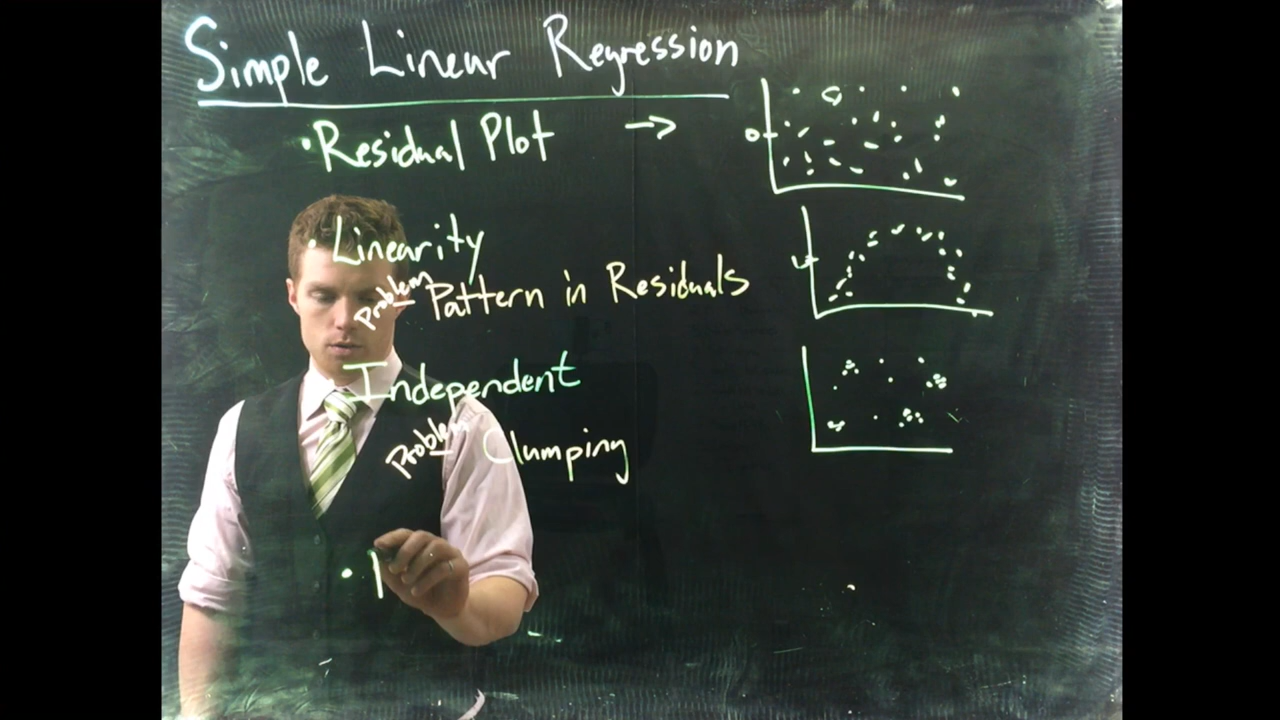 Simple Linear Regression
• Residual Plot →
0
• Linearity
Problem Pattern in Residuals
• Independent
Problem Clumping
•